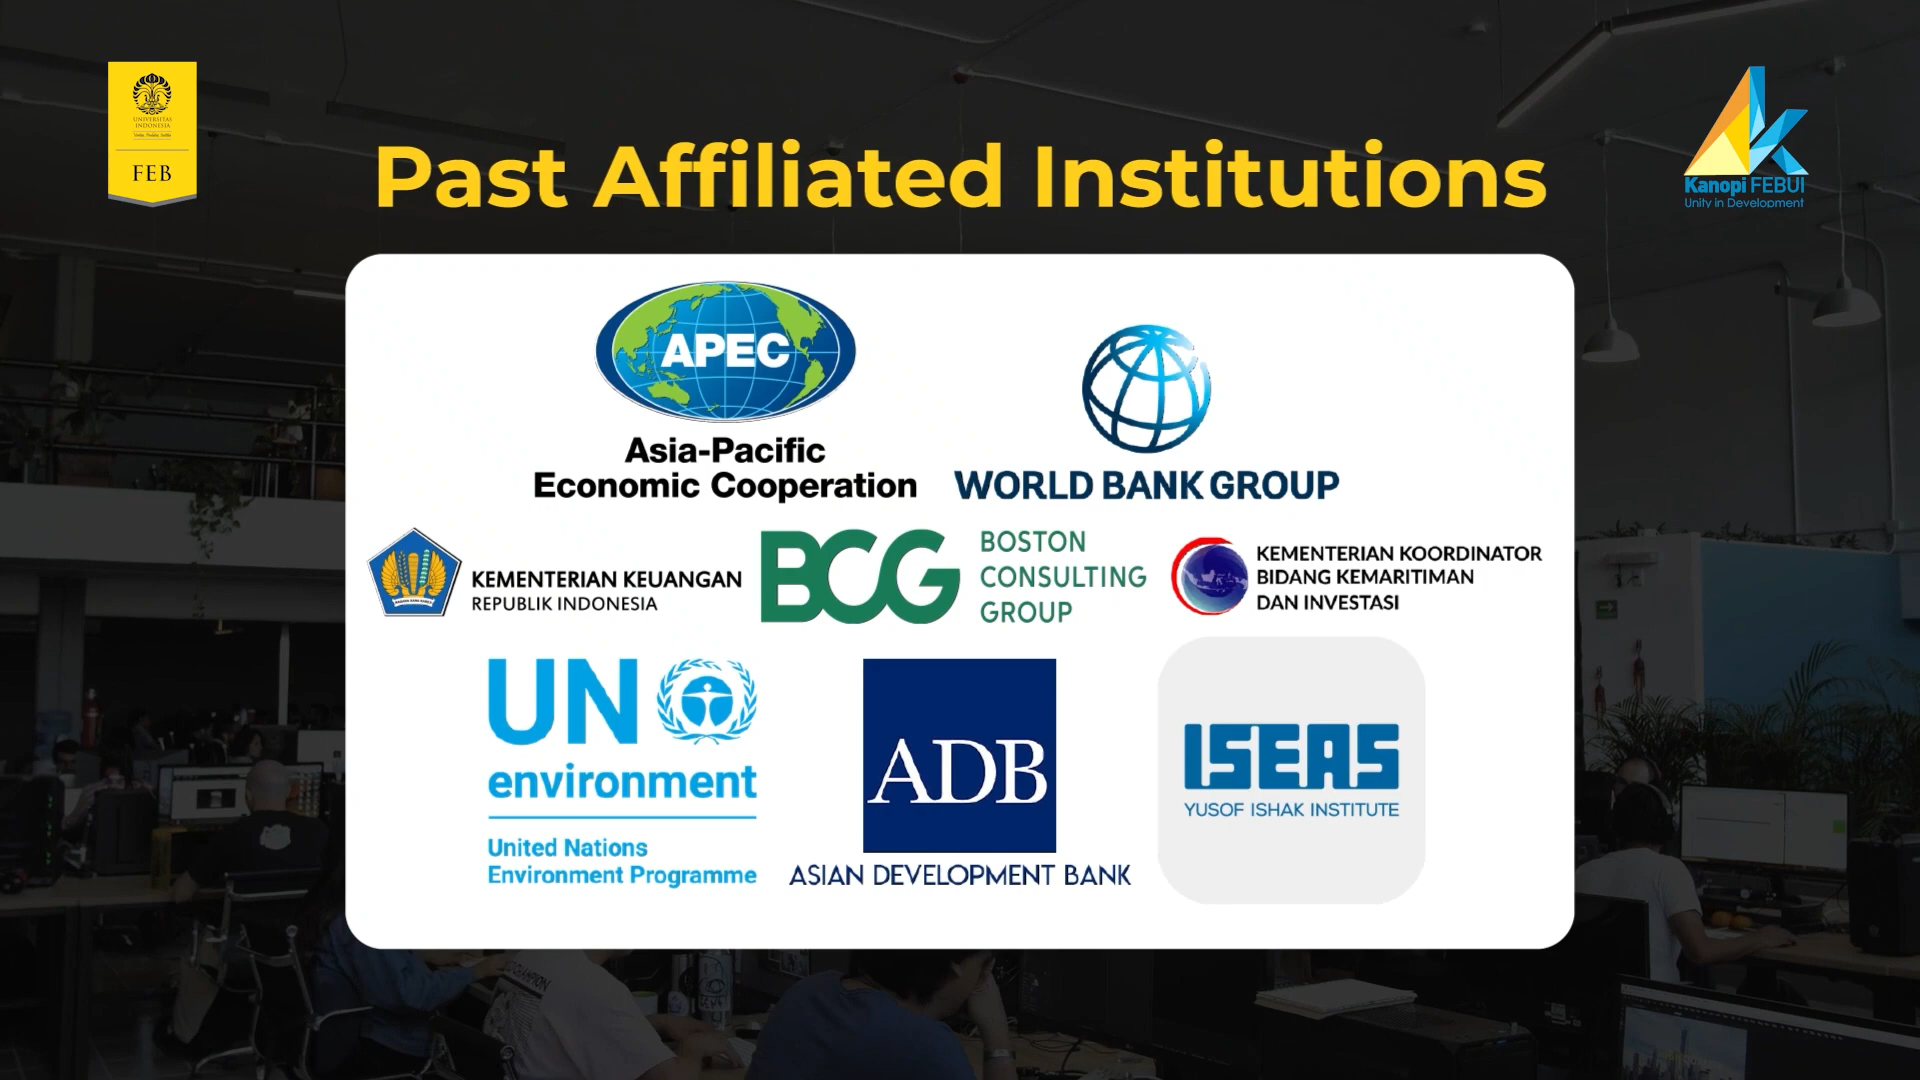 UNIVERSITAS
INDONESIA
FEB
Past Affiliated Institutions
Kanopi FEBUI
Unity in Development
APEC
Asia-Pacific
Economic Cooperation
WORLD BANK GROUP
KEMENTERIAN KEUANGAN
REPUBLIK INDONESIA
BCG
BOSTON
CONSULTING
GROUP
KEMENTERIAN KOORDINATOR
BIDANG KEMARITIMAN
DAN INVESTASI
UN
environment
United Nations
Environment Programme
ADB
ASIAN DEVELOPMENT BANK
ISEAS
YUSOF ISHAK INSTITUTE